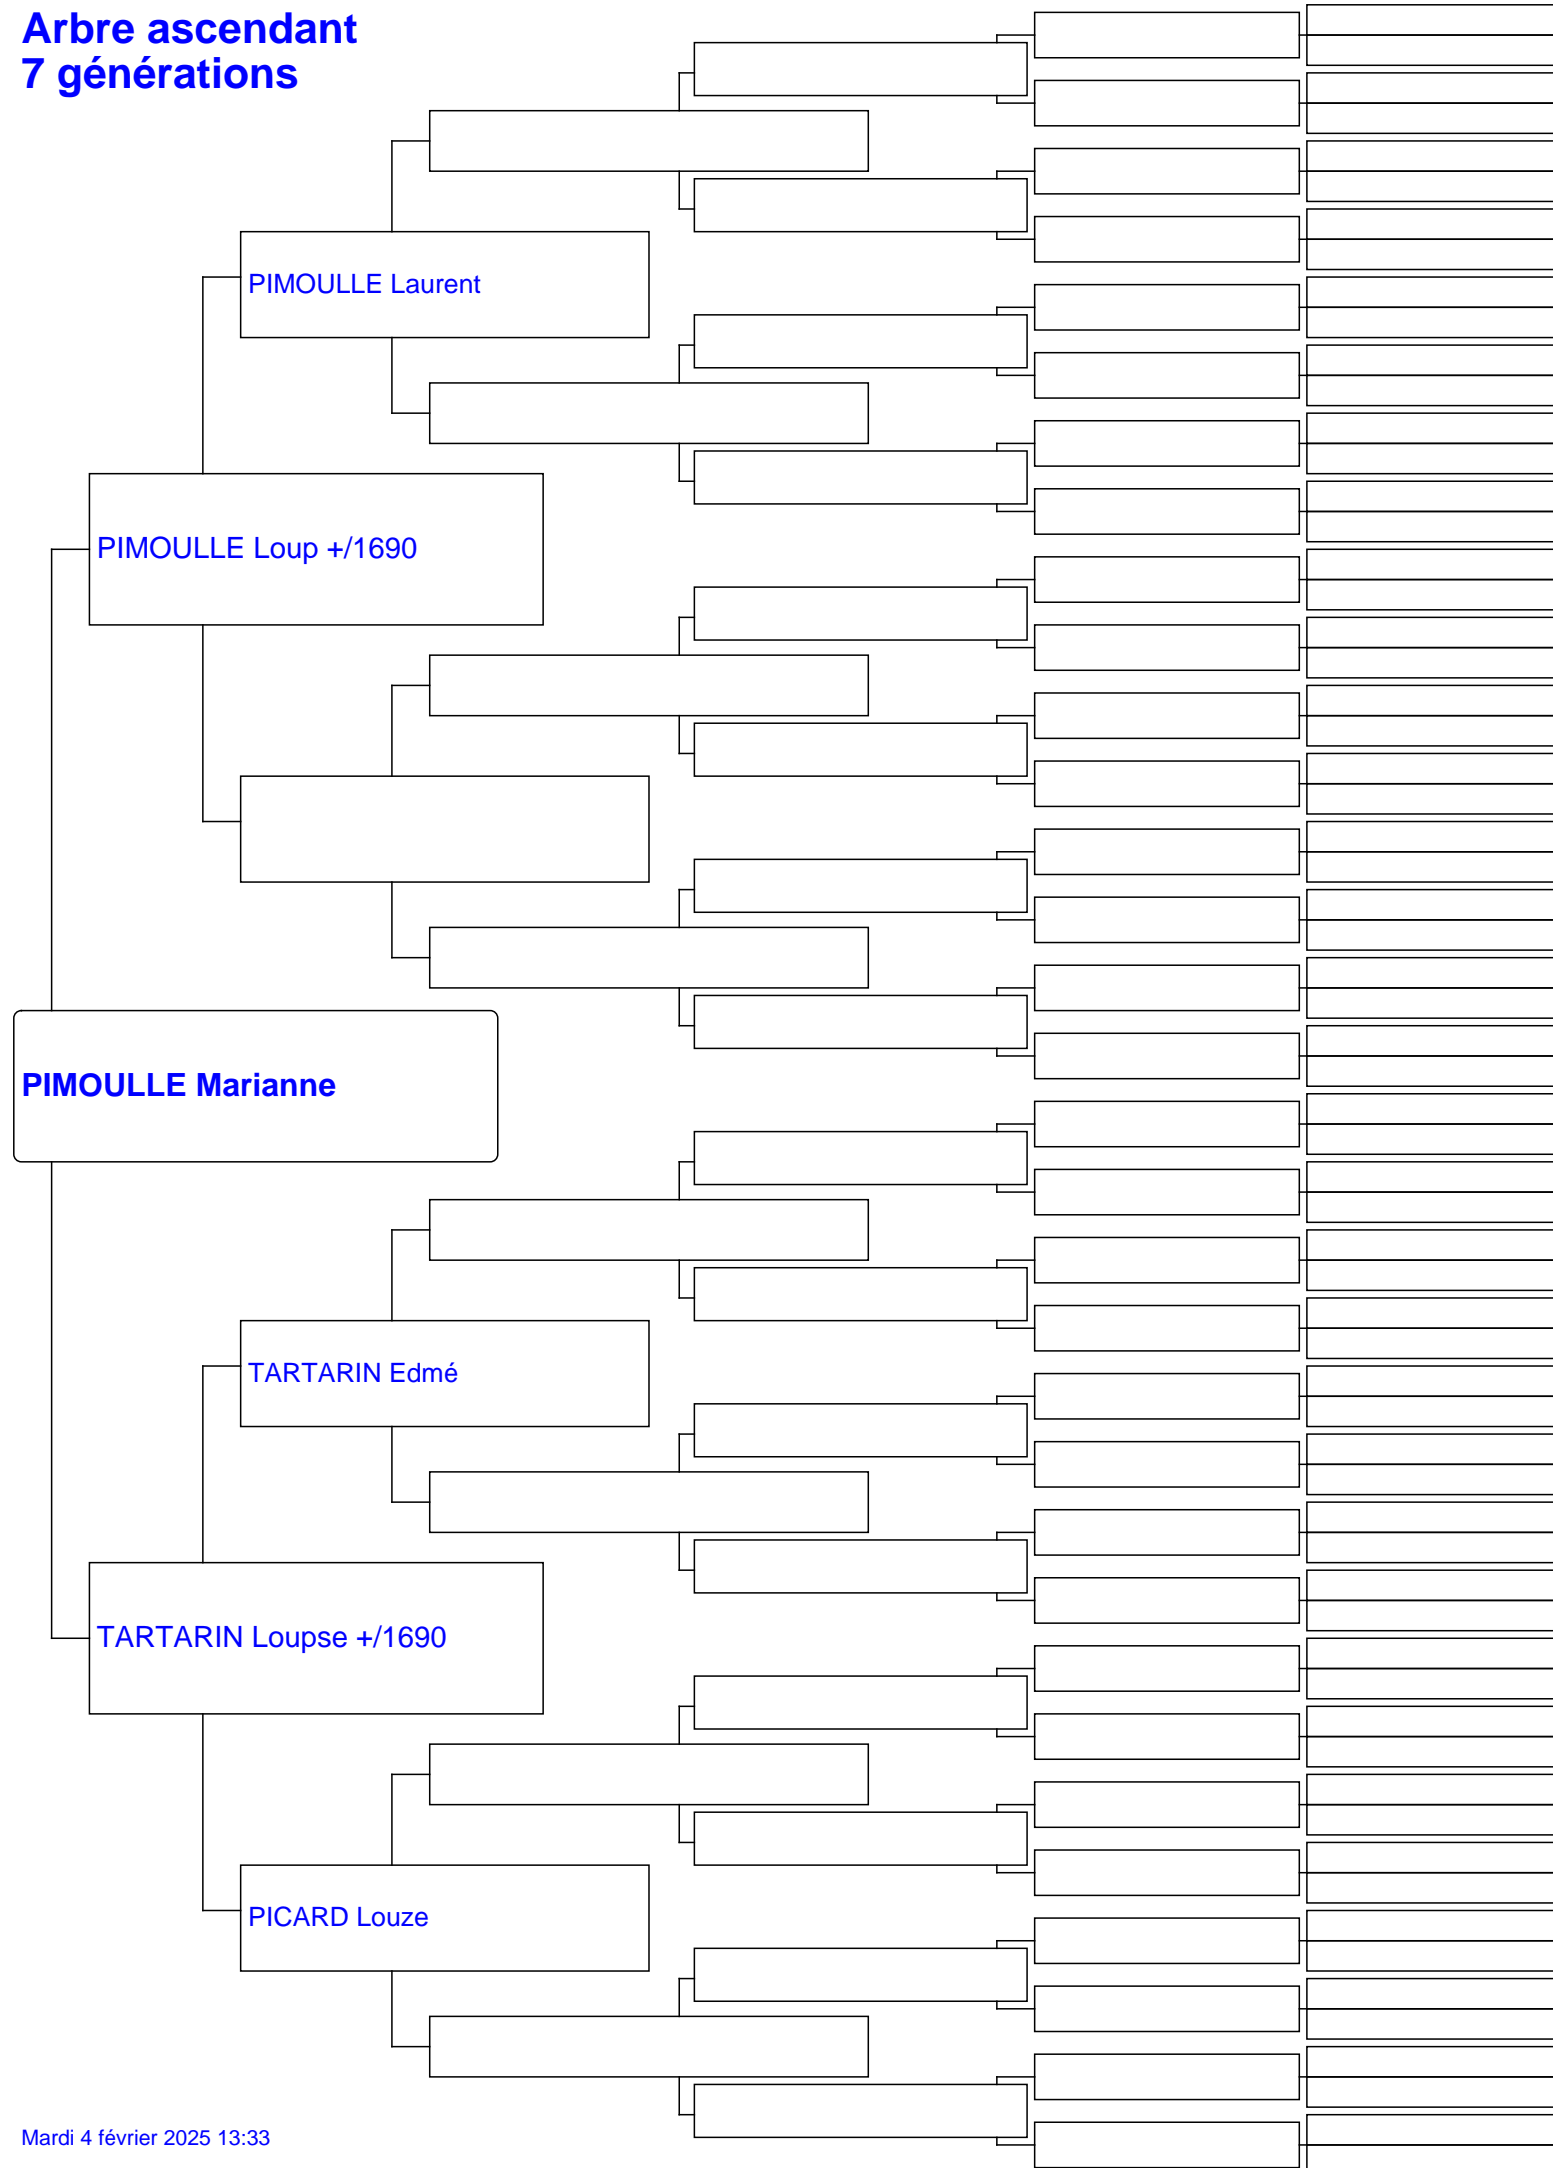 Arbre ascendant
7 générations
PIMOULLE Laurent
PIMOULLE Loup +/1690
PIMOULLE Marianne
TARTARIN Edmé
TARTARIN Loupse +/1690
PICARD Louze
Mardi 4 février 2025 13:33